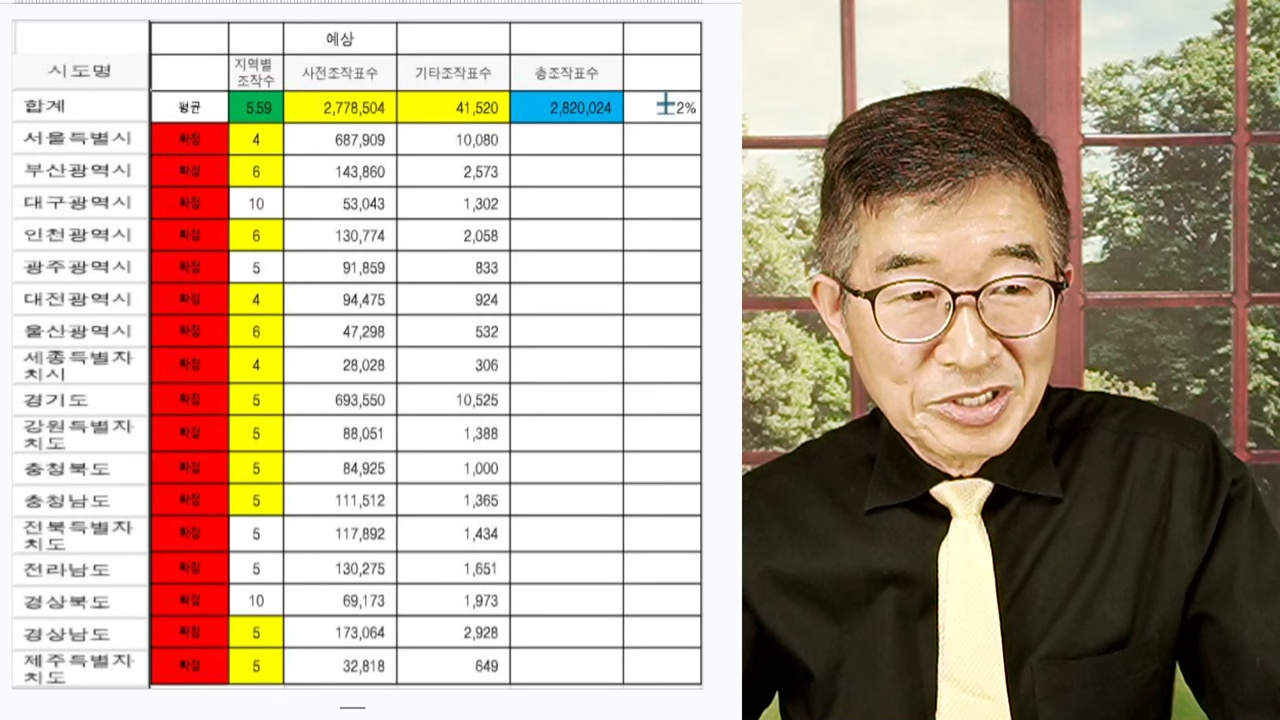 예상
시도명 지역별 조작수 사전조작표수 기타조작표수 총조작표수
합계 평균 5.59 2,778,504 41,520 2,820,024 ±2%
서울특별시 확정 4 687,909 10,080
부산광역시 확정 6 143,860 2,573
대구광역시 확정 10 53,043 1,302
인천광역시 확정 6 130,774 2,058
광주광역시 확정 5 91,859 833
대전광역시 확정 4 94,475 924
울산광역시 확정 6 47,298 532
세종특별자치시 확정 4 28,028 306
경기도 확정 5 693,550 10,525
강원특별자치도 확정 5 88,051 1,388
충청북도 확정 5 84,925 1,000
충청남도 확정 5 111,512 1,365
전북특별자치도 확정 5 117,892 1,434
전라남도 확정 5 130,275 1,651
경상북도 확정 10 69,173 1,973
경상남도 확정 5 173,064 2,928
제주특별자치도 확정 5 32,818 649